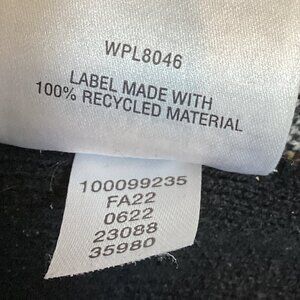 WPL8046
LABEL MADE WITH
100% RECYCLED MATERIAL
100099235
FA22
0622
23088
35980